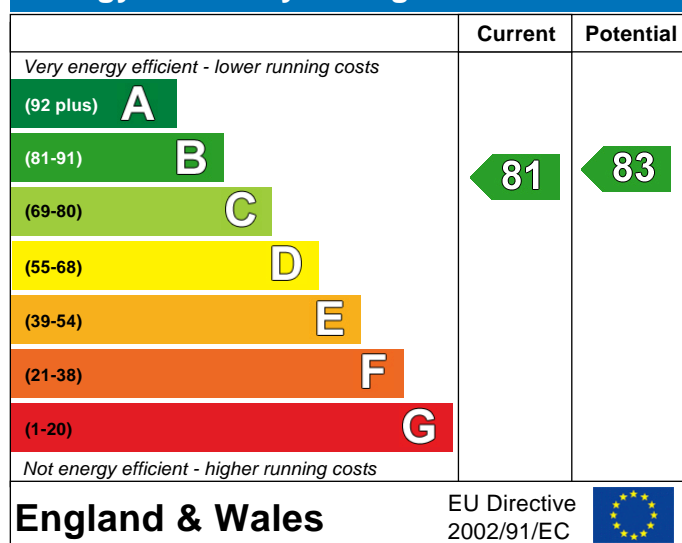 Current Potential
Very energy efficient - lower running costs
(92 plus) A
(81-91) B
81 83
(69-80) C
(55-68) D
(39-54) E
(21-38) F
(1-20) G
Not energy efficient - higher running costs
England & Wales
EU Directive
2002/91/EC